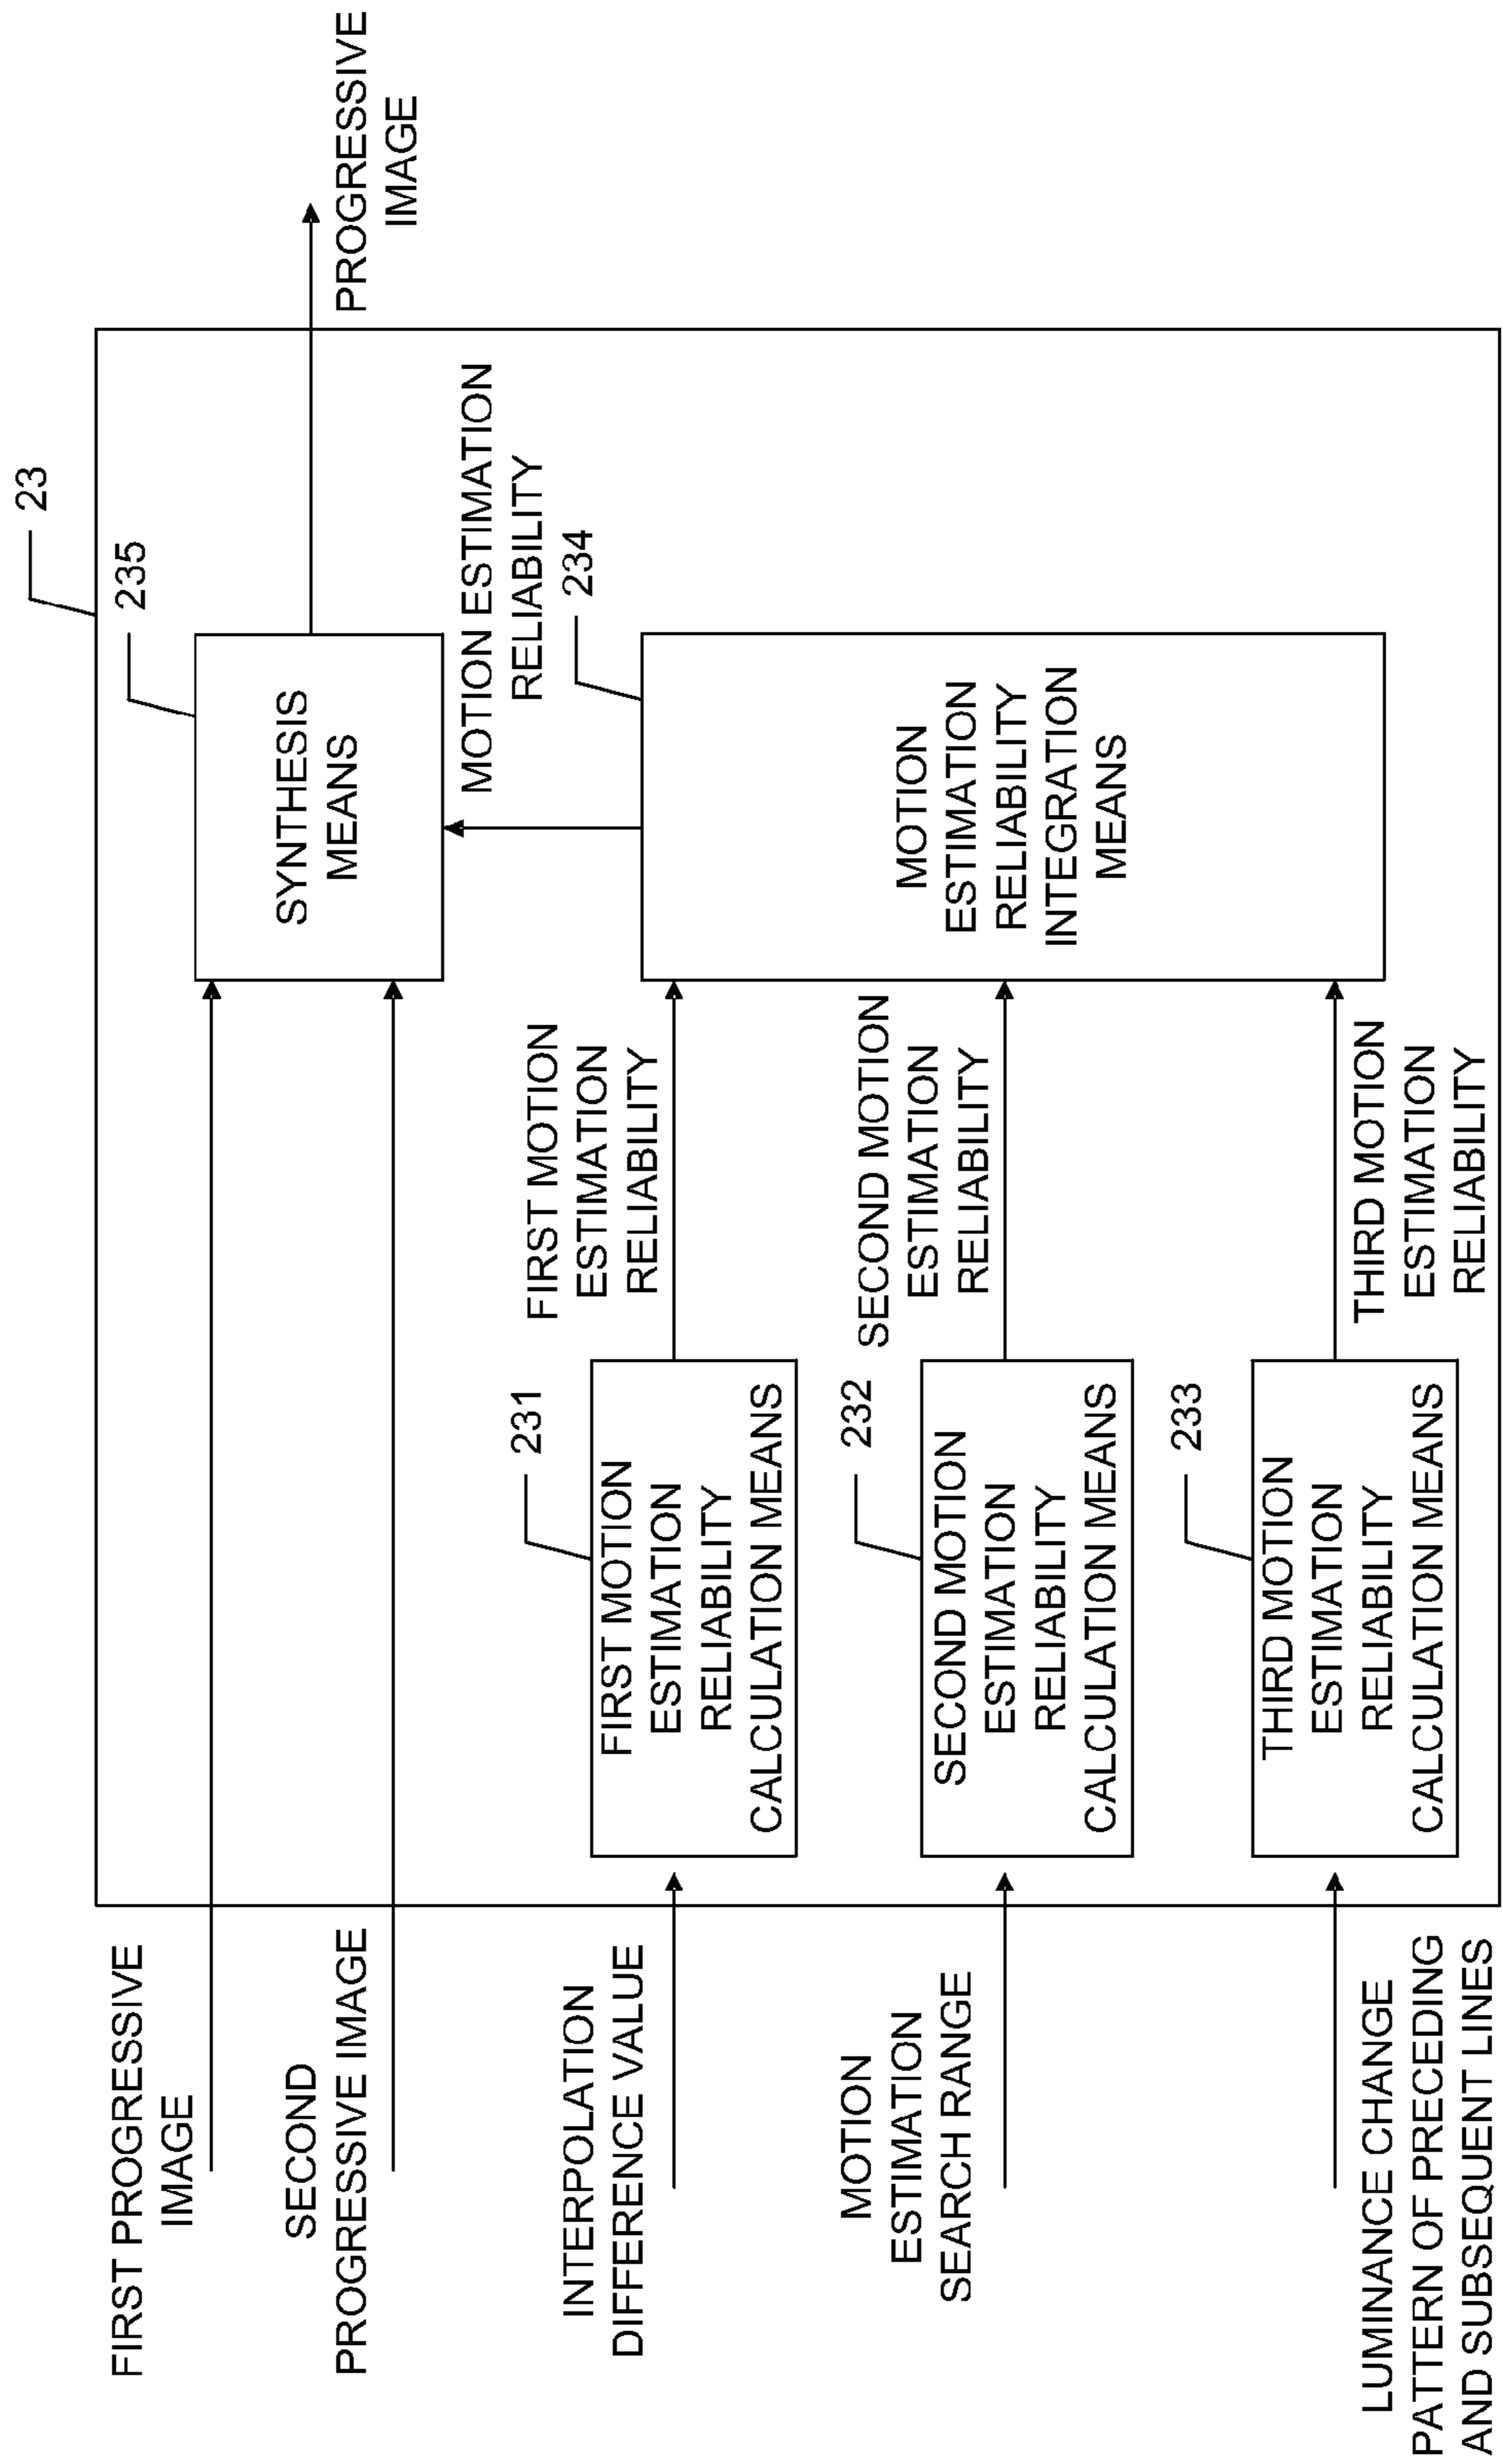 23
FIRST PROGRESSIVE
IMAGE
SECOND
PROGRESSIVE IMAGE
235
SYNTHESIS
MEANS
PROGRESSIVE
IMAGE
MOTION ESTIMATION
RELIABILITY
INTERPOLATION
DIFFERENCE VALUE
231
FIRST MOTION
ESTIMATION
RELIABILITY
CALCULATION MEANS
FIRST MOTION
ESTIMATION
RELIABILITY
234
MOTION
ESTIMATION
RELIABILITY
INTEGRATION
MEANS
MOTION
ESTIMATION
SEARCH RANGE
232
SECOND MOTION
ESTIMATION
RELIABILITY
CALCULATION MEANS
SECOND MOTION
ESTIMATION
RELIABILITY
LUMINANCE CHANGE
PATTERN OF PRECEDING
AND SUBSEQUENT LINES
233
THIRD MOTION
ESTIMATION
RELIABILITY
CALCULATION MEANS
THIRD MOTION
ESTIMATION
RELIABILITY